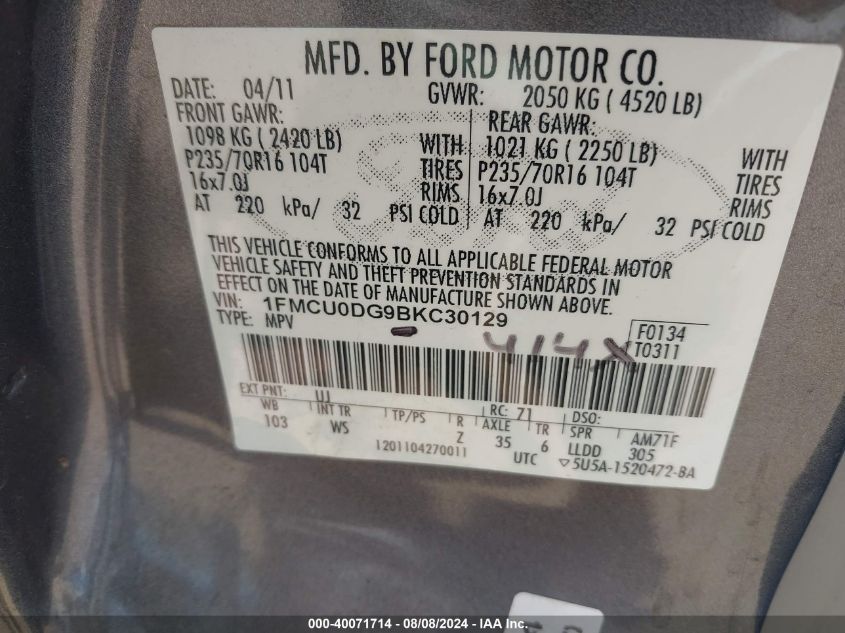 MFD. BY FORD MOTOR CO.
DATE: 04/11 GVWR: 2050 KG ( 4520 LB)
FRONT GAWR: REAR GAWR:
1098 KG ( 2420 LB) WITH 1021 KG ( 2250 LB) WITH
P235/70R16 104T TIRES P235/70R16 104T TIRES
16x7.0J RIMS 16x7.0J RIMS
AT 220 kPa/ 32 PSI COLD AT 220 kPa/ 32 PSI COLD
THIS VEHICLE CONFORMS TO ALL APPLICABLE FEDERAL MOTOR
VEHICLE SAFETY AND THEFT PREVENTION STANDARDS IN
EFFECT ON THE DATE OF MANUFACTURE SHOWN ABOVE.
VIN: 1FMCU0DG9BKC30129
TYPE: MPV
F0134
T0311
414X
EXT PNT: UJ RC: 71 DSO:
WB INT TR TP/PS R AXLE TR SPR AM71F
103 WS Z 35 6 LLDD 305
1201104270011 UTC ▽5U5A-1520472-BA
000-40071714 - 08/08/2024 - IAA Inc.